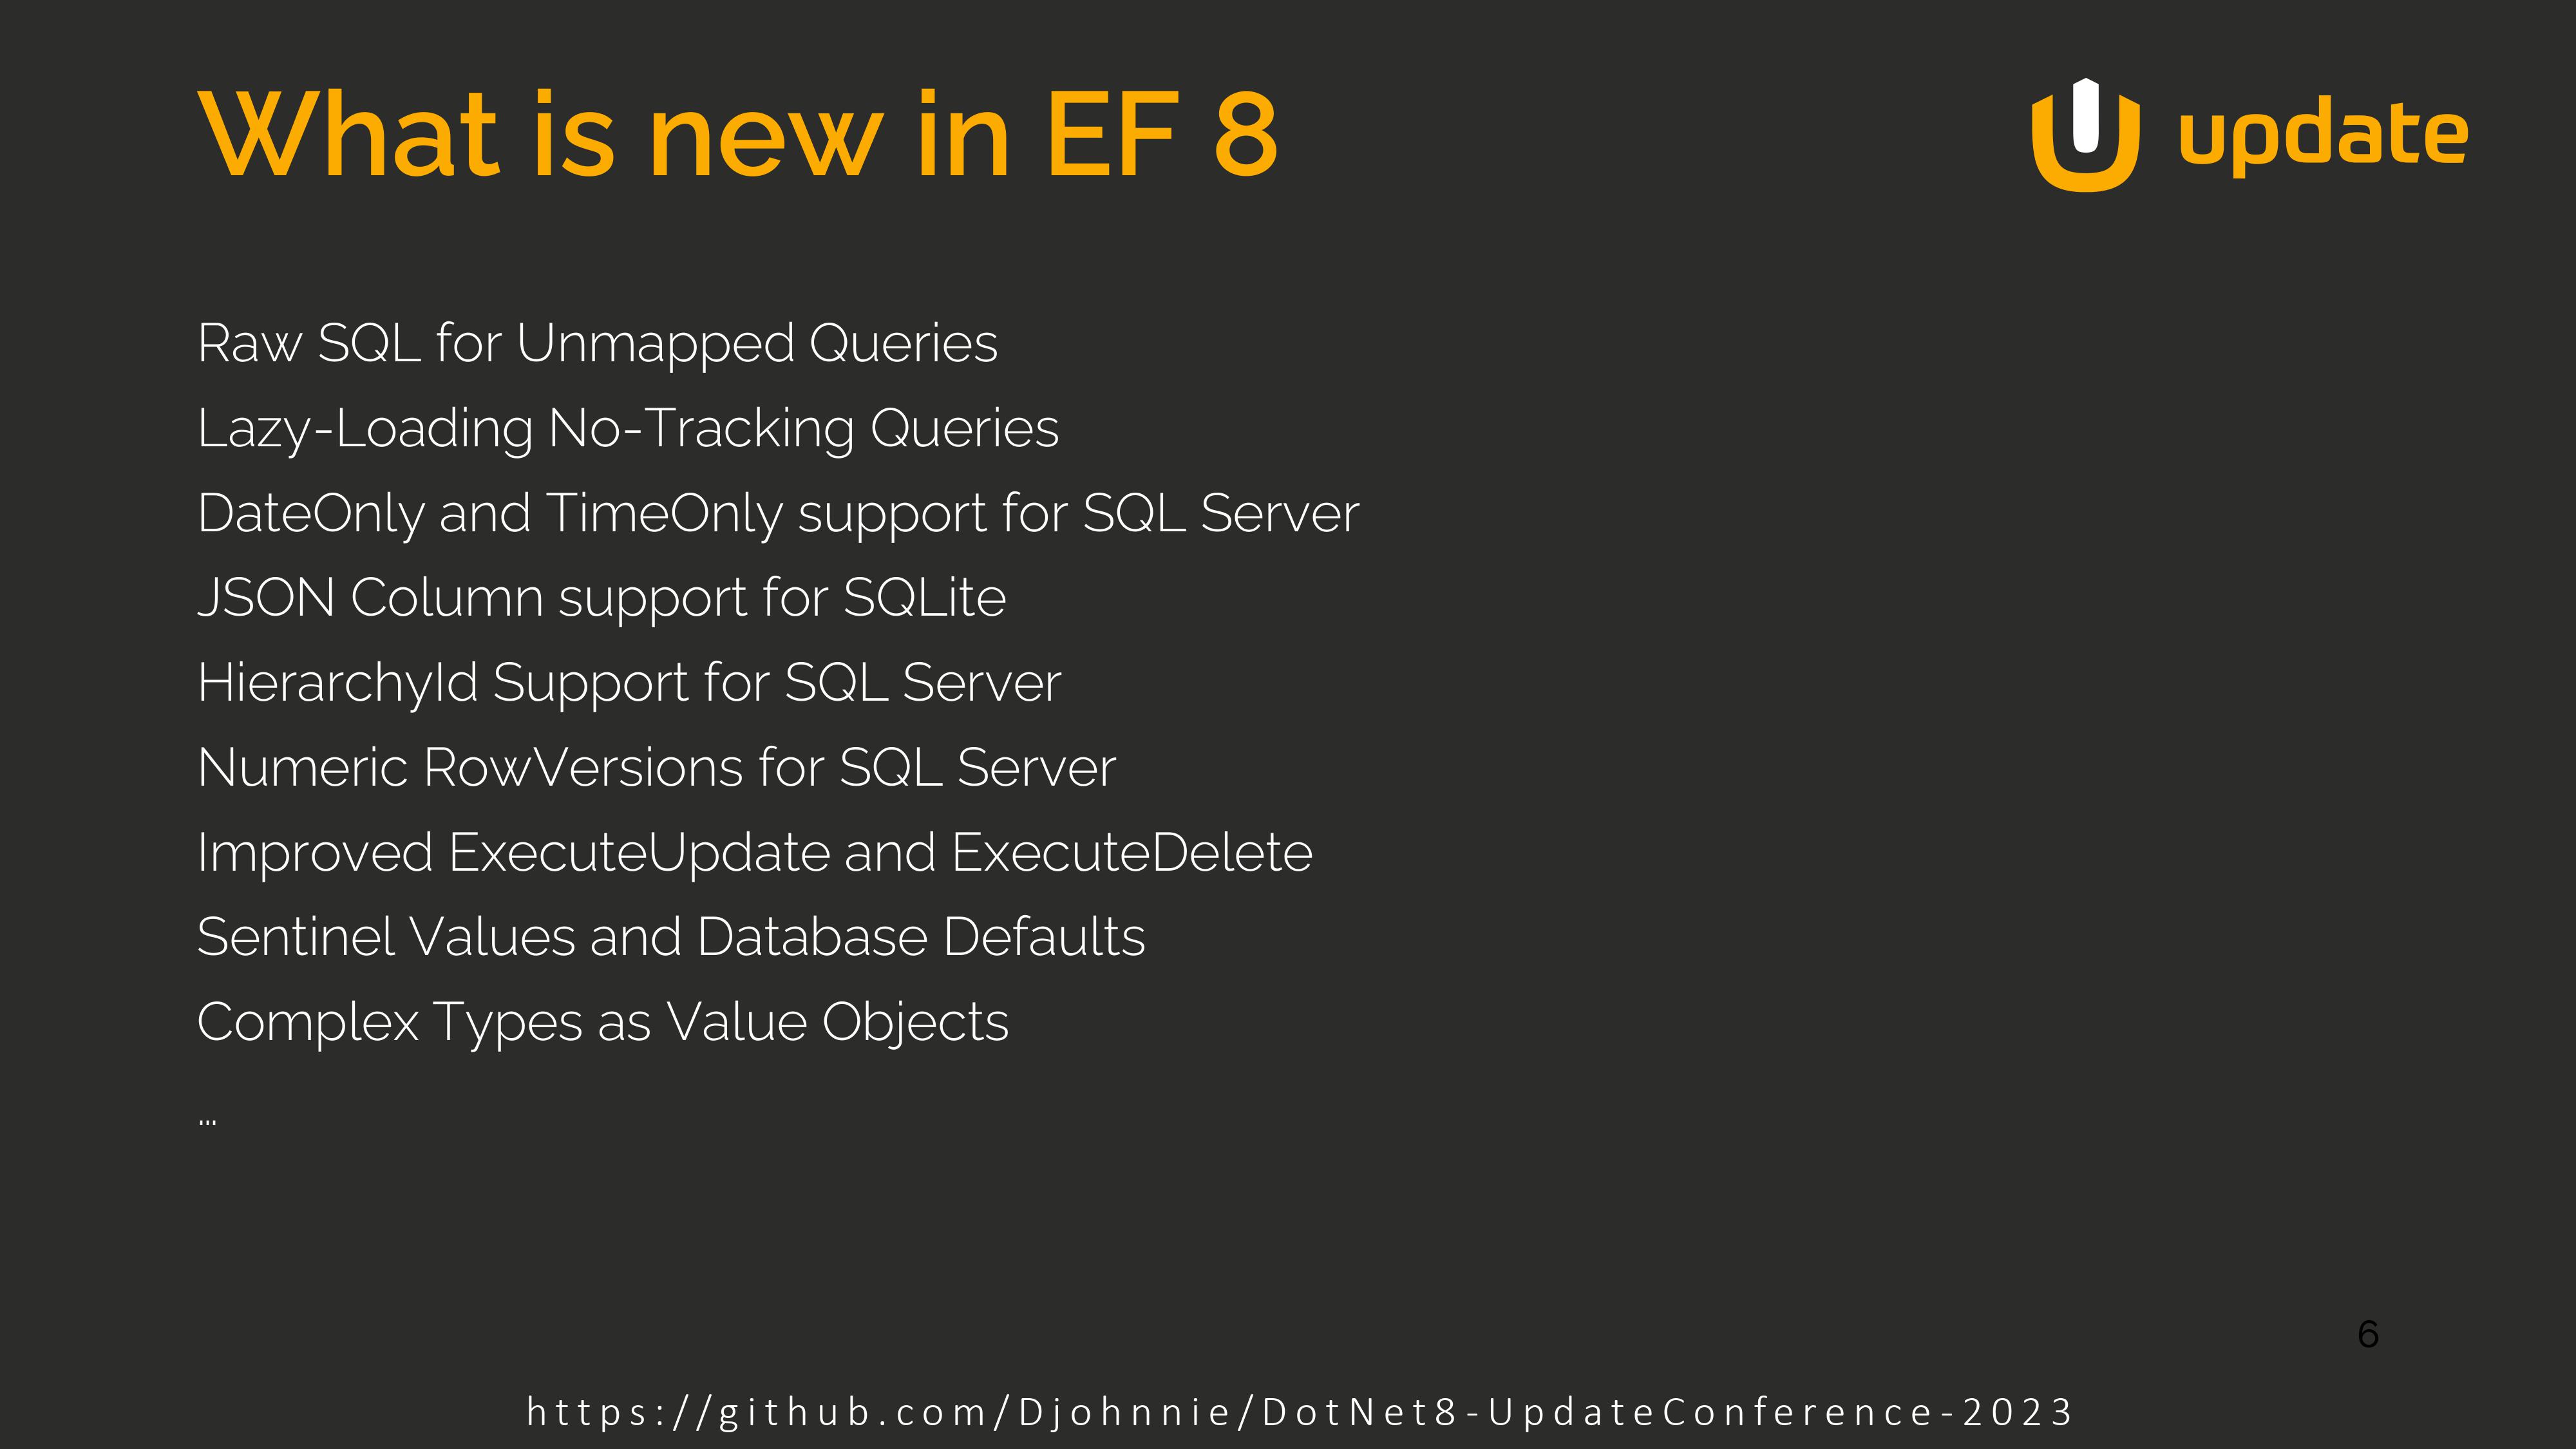 What is new in EF 8
update
Raw SQL for Unmapped Queries
Lazy-Loading No-Tracking Queries
DateOnly and TimeOnly support for SQL Server
JSON Column support for SQLite
HierarchyId Support for SQL Server
Numeric RowVersions for SQL Server
Improved ExecuteUpdate and ExecuteDelete
Sentinel Values and Database Defaults
Complex Types as Value Objects
...
6
https://github.com/Djohnnie/DotNet8-UpdateConference-2023